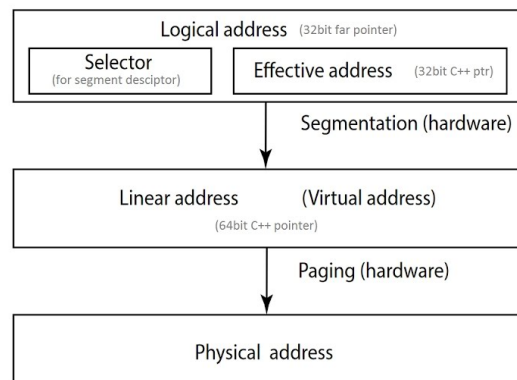 Logical address (32bit far pointer)
Selector
(for segment desciptor)
Effective address (32bit C++ ptr)
Segmentation (hardware)
Linear address (Virtual address)
(64bit C++ pointer)
Paging (hardware)
Physical address